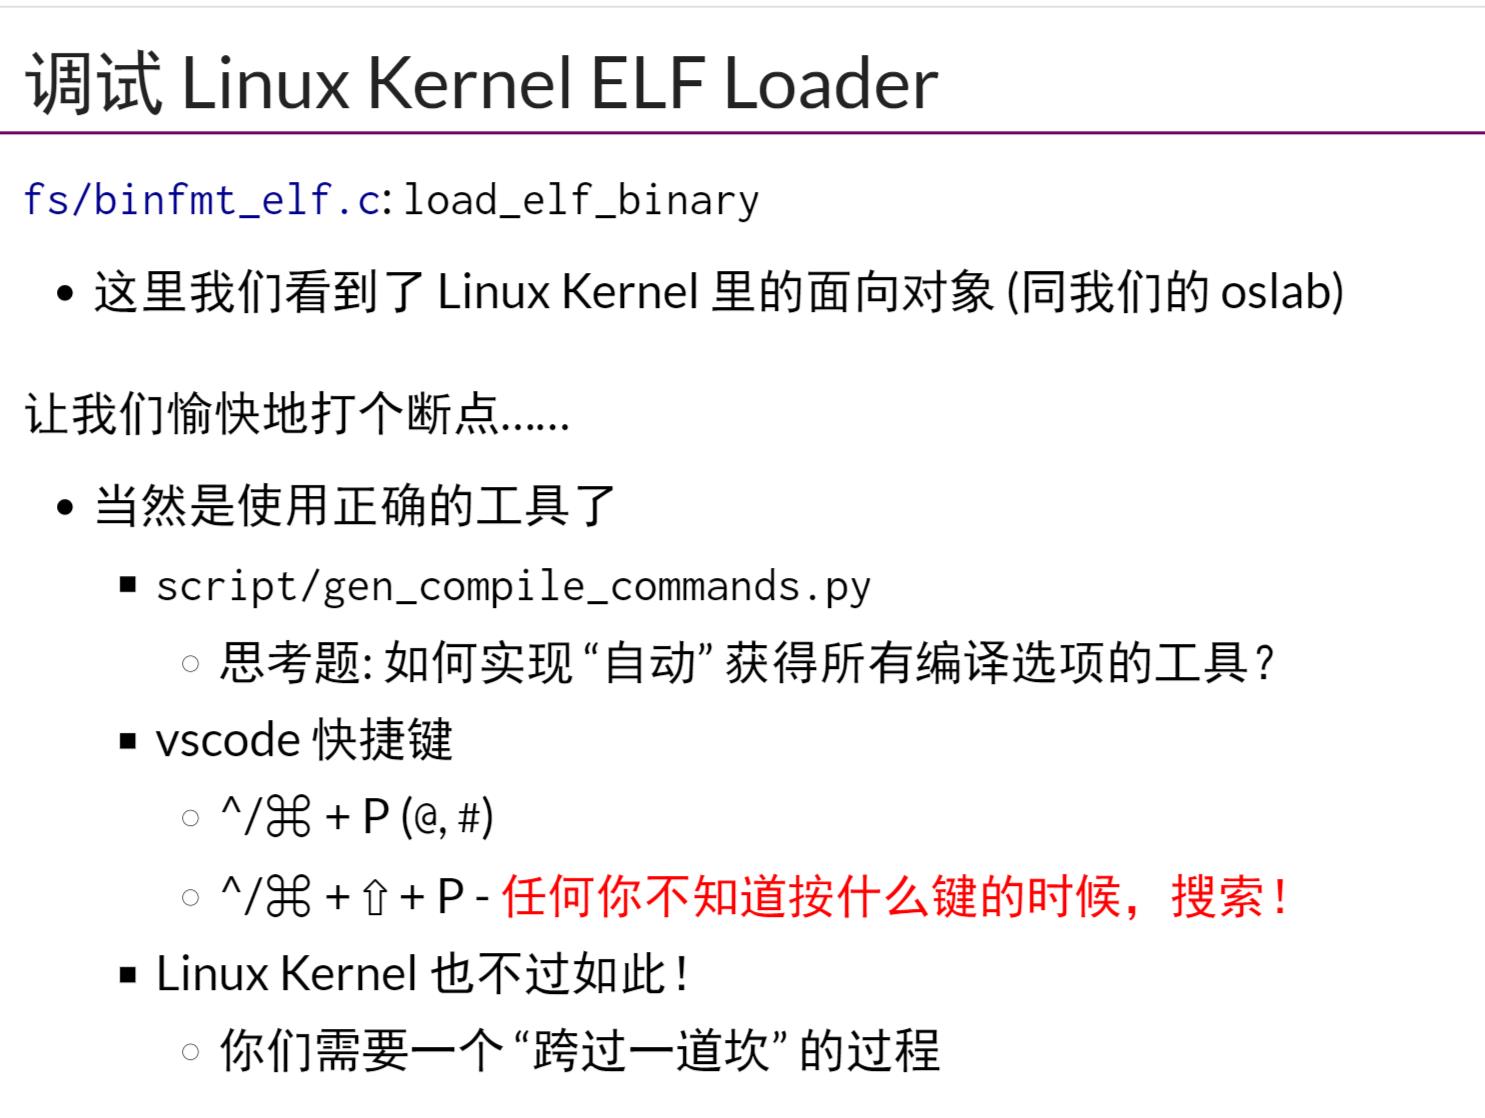 调试 Linux Kernel ELF Loader
fs/binfmt_elf.c: load_elf_binary
• 这里我们看到了 Linux Kernel 里的面向对象 (同我们的 oslab)
让我们愉快地打个断点……
• 当然是使用正确的工具了
▪ script/gen_compile_commands.py
○ 思考题: 如何实现 “自动” 获得所有编译选项的工具？
▪ vscode 快捷键
○ ^/⌘ + P (@, #)
○ ^/⌘ + ⇧ + P - 任何你不知道按什么键的时候，搜索！
▪ Linux Kernel 也不过如此！
○ 你们需要一个 “跨过一道坎” 的过程